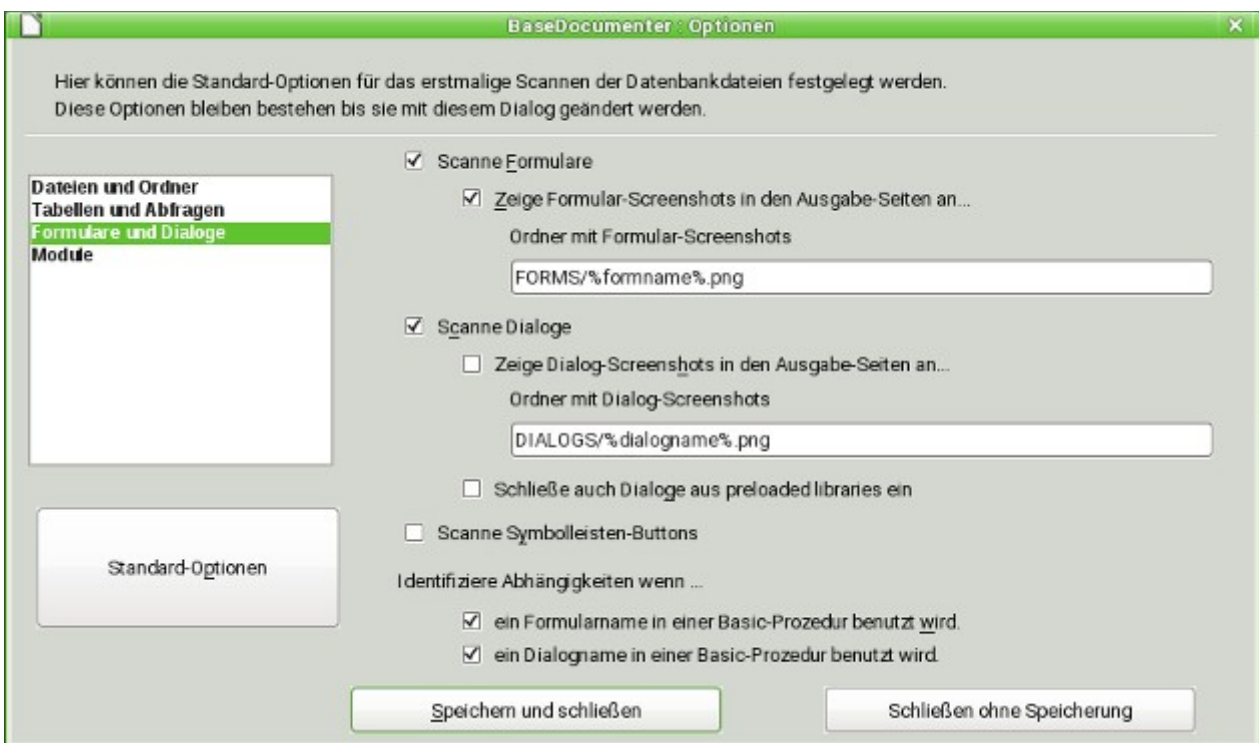 BaseDocumenter : Optionen
Hier können die Standard-Optionen für das erstmalige Scannen der Datenbankdateien festgelegt werden.
Diese Optionen bleiben bestehen bis sie mit diesem Dialog geändert werden.
Dateien und Ordner
Tabellen und Abfragen
Formulare und Dialoge
Module
Standard-Optionen
Scanne Formulare
Zeige Formular-Screenshots in den Ausgabe-Seiten an...
Ordner mit Formular-Screenshots
FORMS/%formname%.png
Scanne Dialoge
Zeige Dialog-Screenshots in den Ausgabe-Seiten an...
Ordner mit Dialog-Screenshots
DIALOGS/%dialogname%.png
Schließe auch Dialoge aus preloaded libraries ein
Scanne Symbolleisten-Buttons
Identifiziere Abhängigkeiten wenn ...
ein Formularname in einer Basic-Prozedur benutzt wird.
ein Dialogname in einer Basic-Prozedur benutzt wird.
Speichern und schließen
Schließen ohne Speicherung